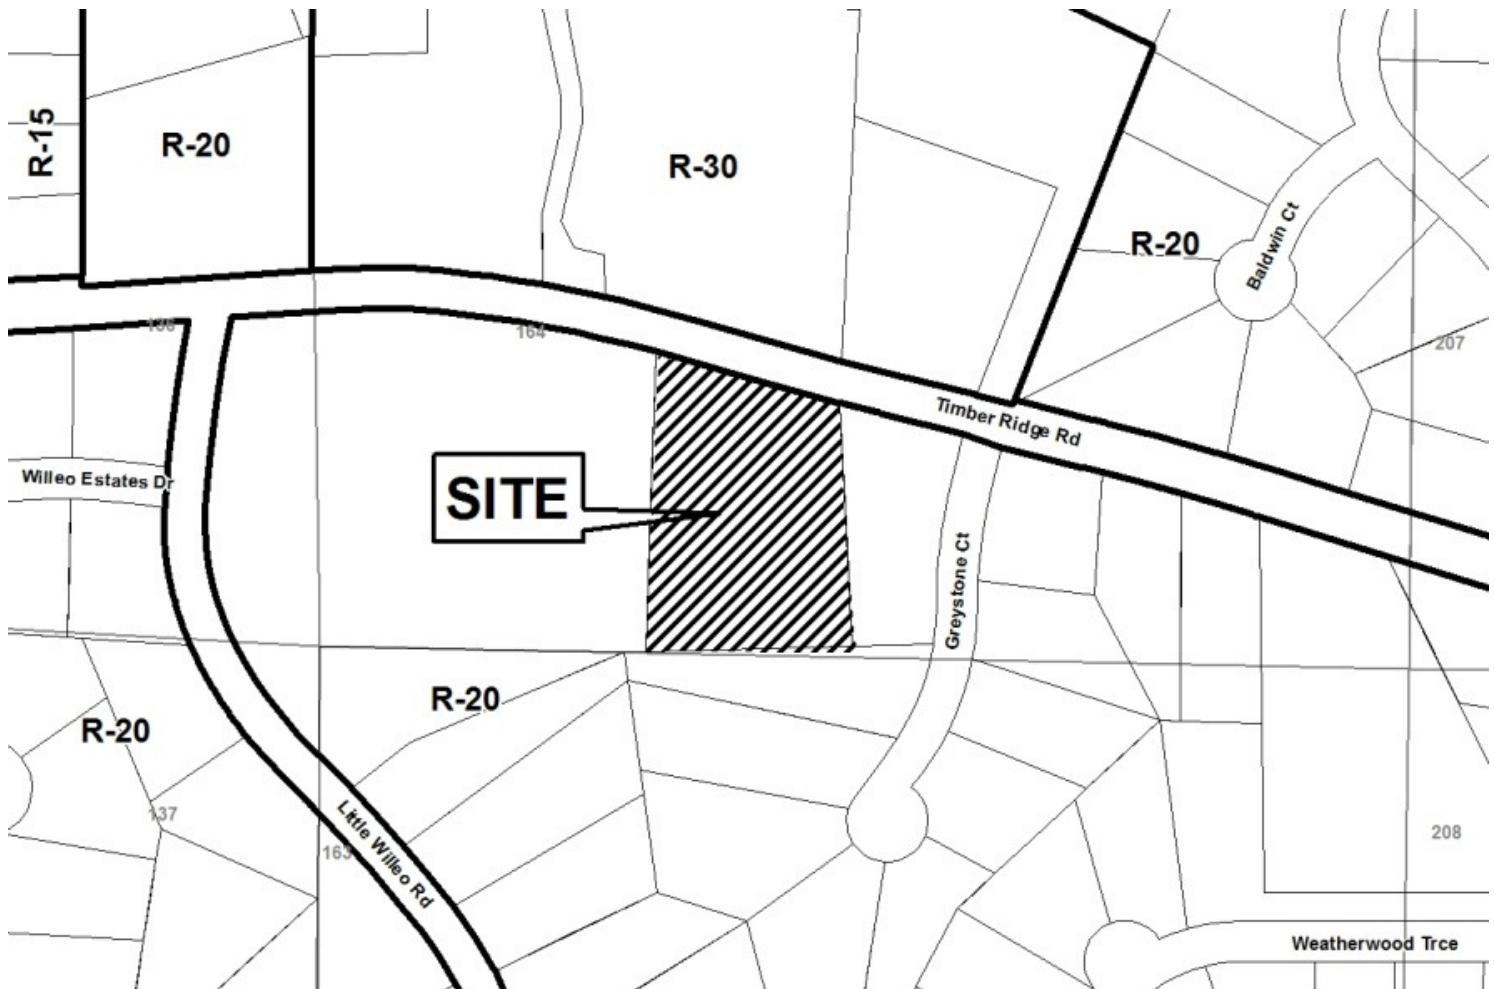 R-15
R-20
R-30
R-20
Baldwin Ct
136
164
207
Timber Ridge Rd
Willeo Estates Dr
SITE
Greystone Ct
R-20
R-20
137
163
Little Willeo Rd
208
Weatherwood Trce